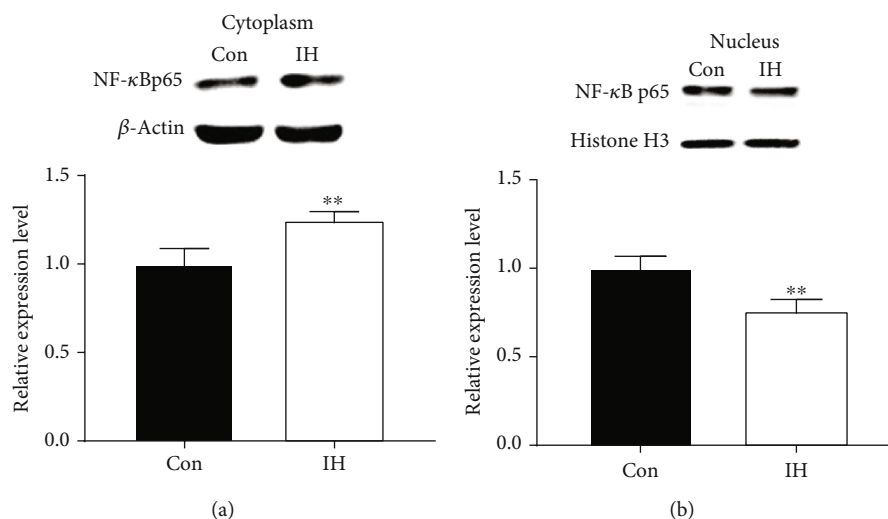 Cytoplasm
Con IH
NF-κBp65
β-Actin
1.5
1.0
0.5
0.0
Relative expression level
**
Con IH
(a)
Nucleus
Con IH
NF-κB p65
Histone H3
1.5
1.0
0.5
0.0
Relative expression level
**
Con IH
(b)